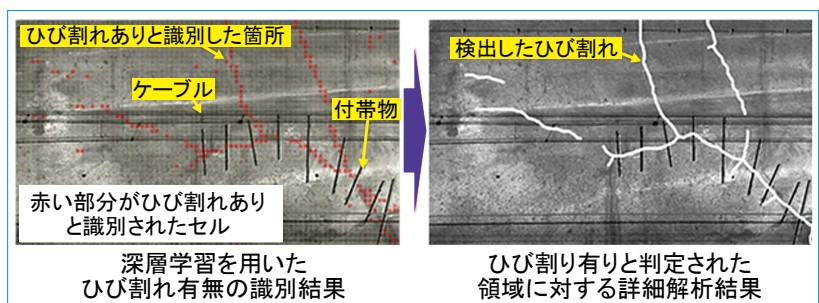 ひび割れありと識別した箇所
ケーブル
付帯物
赤い部分がひび割れあり
と識別されたセル
深層学習を用いた
ひび割れ有無の識別結果
検出したひび割れ
ひび割り有りと判定された
領域に対する詳細解析結果